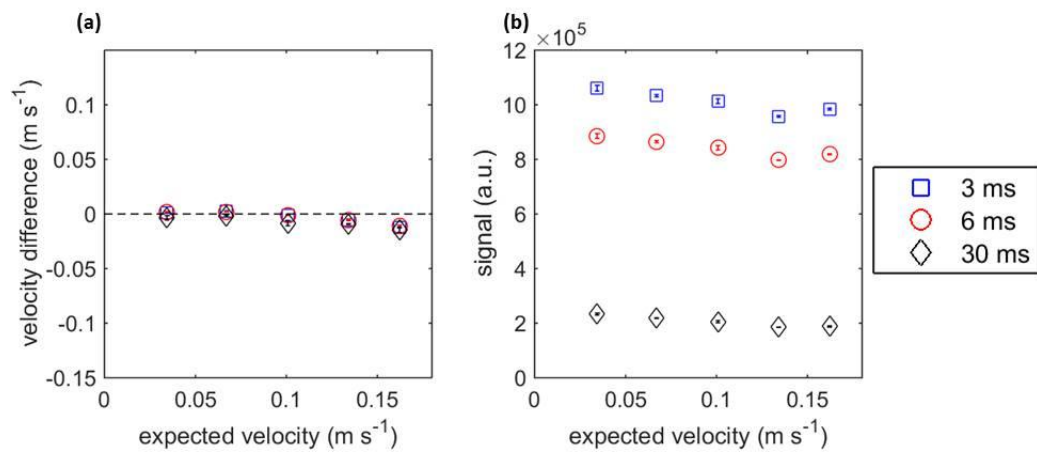 (a)
velocity difference (m s⁻¹)
0.1
0.05
0
-0.05
-0.1
-0.15
0
0.05
0.1
0.15
expected velocity (m s⁻¹)
(b)
×10⁵
signal (a.u.)
12
10
8
6
4
2
0
0
0.05
0.1
0.15
expected velocity (m s⁻¹)
3 ms
6 ms
30 ms